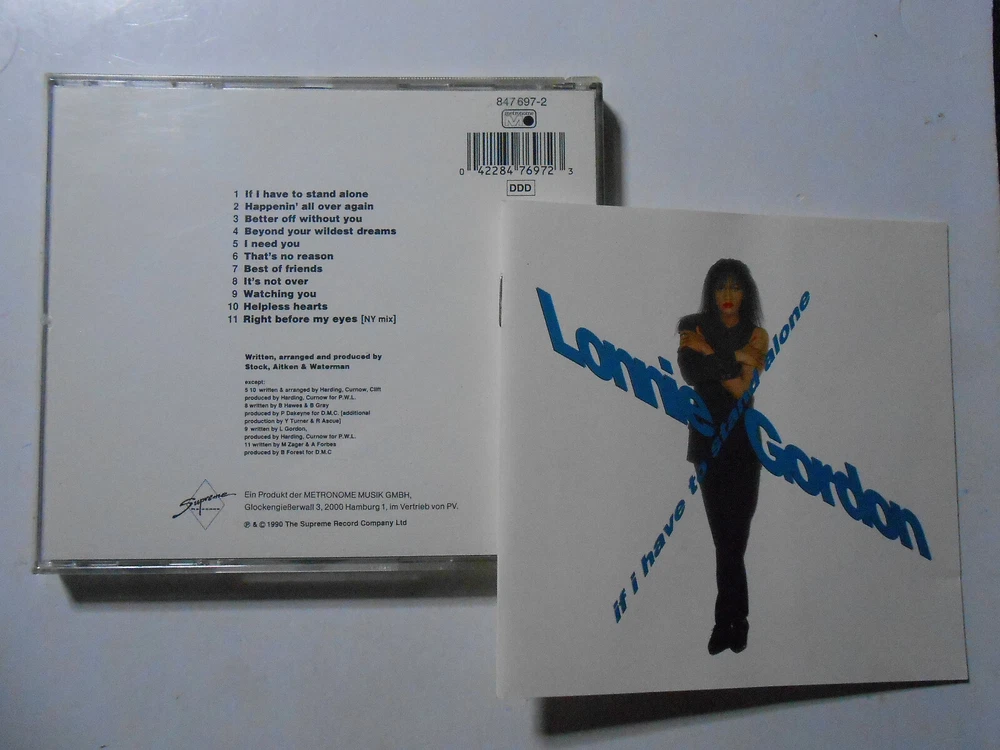 847697-2
metronome
0 42284 76972 3
DDD
1 If I have to stand alone
2 Happenin' all over again
3 Better off without you
4 Beyond your wildest dreams
5 I need you
6 That's no reason
7 Best of friends
8 It's not over
9 Watching you
10 Helpless hearts
11 Right before my eyes [NY mix]
Written, arranged and produced by
Stock, Aitken & Waterman
except:
5 10 written & arranged by Harding, Curnow, Clift
produced by Harding, Curnow for P.W.L.
8 written by B Hawes & B Gray
produced by P Dakeyne for D.M.C. [additional
production by Y Turner & R Ascue]
9 written by L Gordon,
produced by Harding, Curnow for P.W.L.
11 written by M Zager & A Forbes
produced by B Forest for D.M.C
Supreme
Ein Produkt der METRONOME MUSIK GMBH,
Glockengießerwall 3, 2000 Hamburg 1, im Vertrieb von PV.
℗ & © 1990 The Supreme Record Company Ltd
Lonnie Gordon
if i have to stand alone